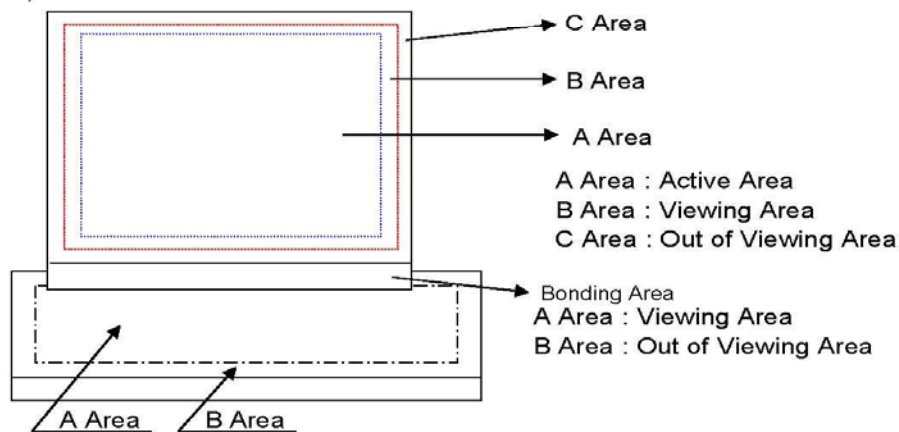 C Area
B Area
A Area
A Area : Active Area
B Area : Viewing Area
C Area : Out of Viewing Area
Bonding Area
A Area : Viewing Area
B Area : Out of Viewing Area
A Area
B Area